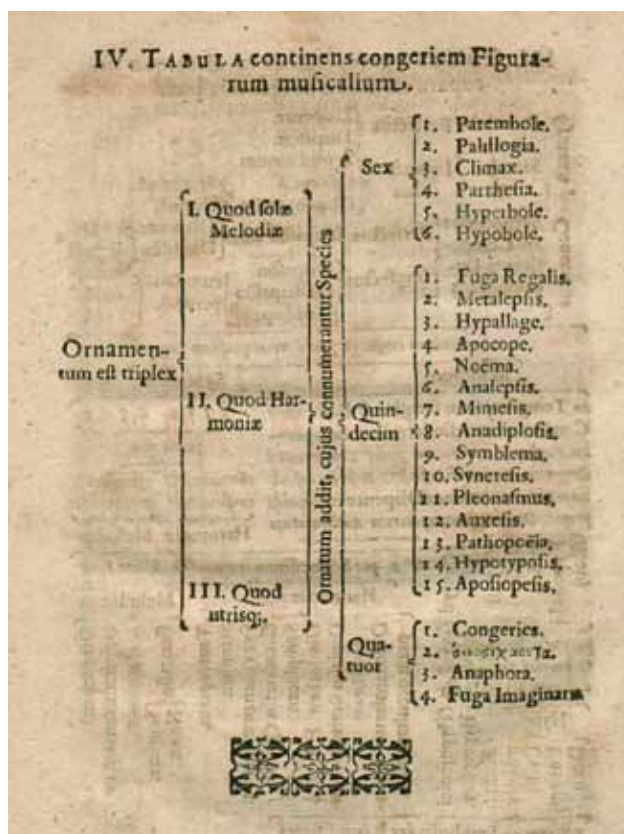 IV. TABULA continens congeriem Figura-
rum musicalium.
Ornamen-
tum est triplex
I. Quod solæ
Melodiæ
II. Quod Har-
moniæ
III. Quod
utrisq;.
Ornatum addit, cujus connumerantur Species
Sex
1. Parembole.
2. Palillogia.
3. Climax.
4. Parrhesia.
5. Hyperbole.
6. Hypobole.
Quin-
decim
1. Fuga Regalis.
2. Metalepsis.
3. Hypallage.
4. Apocope.
5. Noëma.
6. Analepsis.
7. Mimesis.
8. Anadiplosis.
9. Symblema.
10. Syneresis.
11. Pleonasmus.
12. Auxesis.
13. Pathopoëia.
14. Hypotyposis.
15. Aposiopesis.
Qua-
tuor
1. Congeries.
2.
3. Anaphora.
4. Fuga Imaginaria